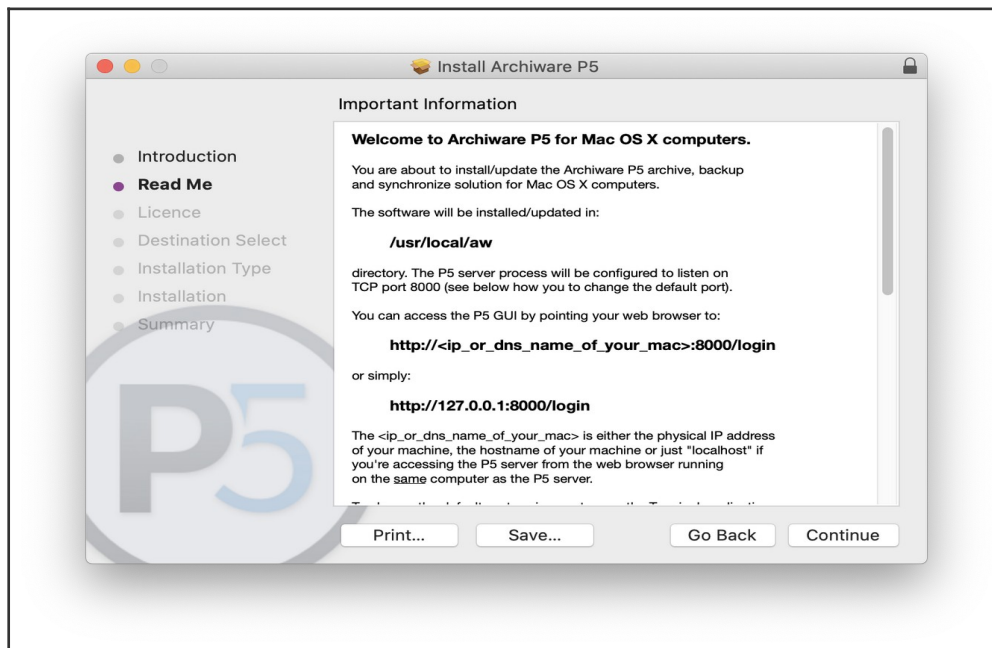 Install Archiware P5
Important Information
Introduction
Read Me
Licence
Destination Select
Installation Type
Installation
Summary
P5
Welcome to Archiware P5 for Mac OS X computers.
You are about to install/update the Archiware P5 archive, backup
and synchronize solution for Mac OS X computers.
The software will be installed/updated in:
/usr/local/aw
directory. The P5 server process will be configured to listen on
TCP port 8000 (see below how you to change the default port).
You can access the P5 GUI by pointing your web browser to:
http://<ip_or_dns_name_of_your_mac>:8000/login
or simply:
http://127.0.0.1:8000/login
The <ip_or_dns_name_of_your_mac> is either the physical IP address
of your machine, the hostname of your machine or just "localhost" if
you're accessing the P5 server from the web browser running
on the same computer as the P5 server.
Print...
Save...
Go Back
Continue